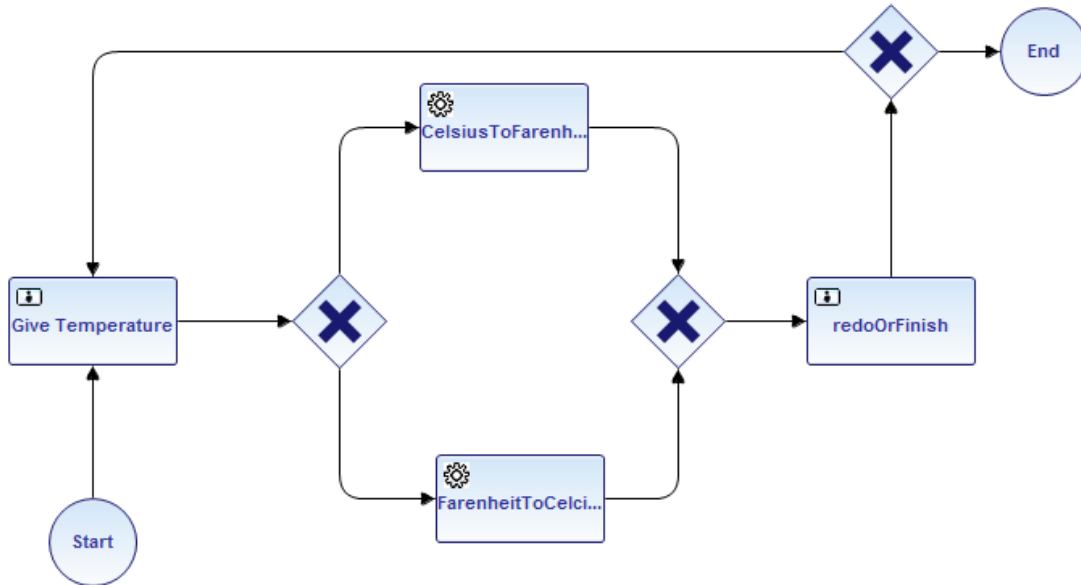 End
CelsiusToFarenh...
Give Temperature
redoOrFinish
FarenheitToCelci...
Start